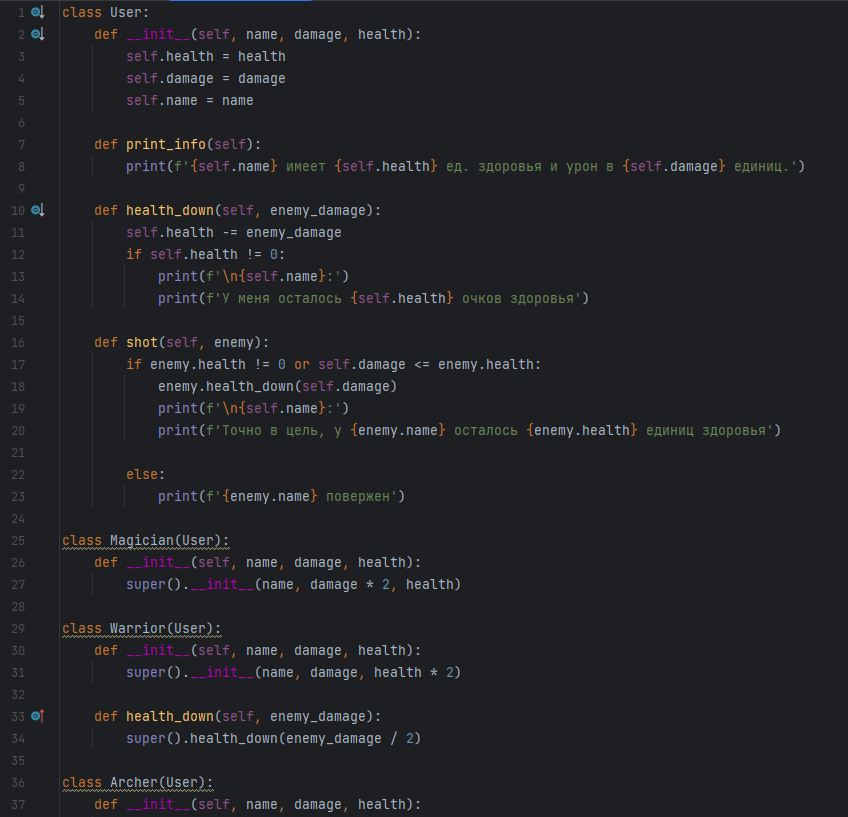 1 class User:
2     def __init__(self, name, damage, health):
3         self.health = health
4         self.damage = damage
5         self.name = name
6
7     def print_info(self):
8         print(f'{self.name} имеет {self.health} ед. здоровья и урон в {self.damage} единиц.')
9
10     def health_down(self, enemy_damage):
11         self.health -= enemy_damage
12         if self.health != 0:
13             print(f'\n{self.name}:')
14             print(f'У меня осталось {self.health} очков здоровья')
15
16     def shot(self, enemy):
17         if enemy.health != 0 or self.damage <= enemy.health:
18             enemy.health_down(self.damage)
19             print(f'\n{self.name}:')
20             print(f'Точно в цель, у {enemy.name} осталось {enemy.health} единиц здоровья')
21
22         else:
23             print(f'{enemy.name} повержен')
24
25 class Magician(User):
26     def __init__(self, name, damage, health):
27         super().__init__(name, damage * 2, health)
28
29 class Warrior(User):
30     def __init__(self, name, damage, health):
31         super().__init__(name, damage, health * 2)
32
33     def health_down(self, enemy_damage):
34         super().health_down(enemy_damage / 2)
35
36 class Archer(User):
37     def __init__(self, name, damage, health):